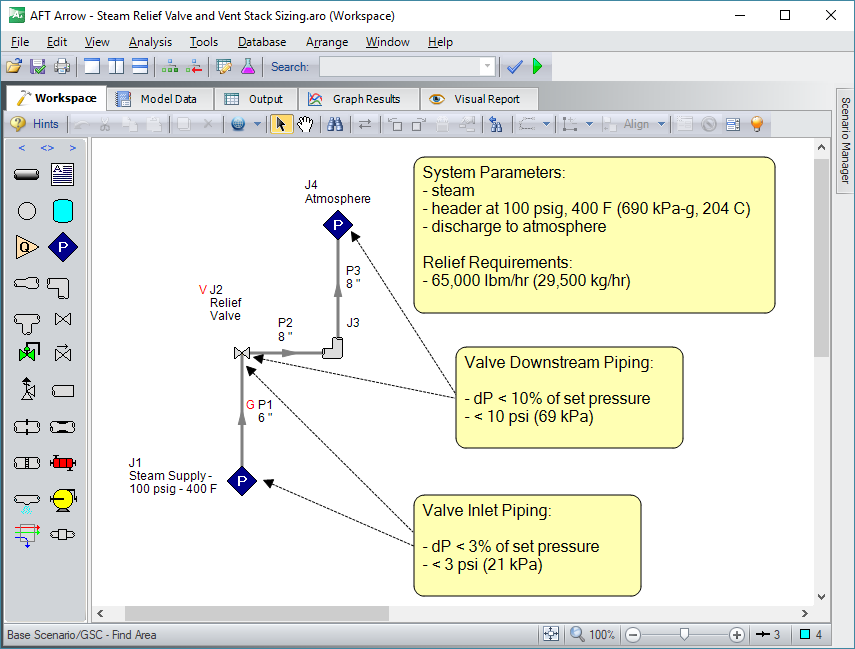 AFT Arrow - Steam Relief Valve and Vent Stack Sizing.aro (Workspace)
File Edit View Analysis Tools Database Arrange Window Help
Search:
Workspace Model Data Output Graph Results Visual Report
Hints Align
Scenario Manager
< <> >
A
Q
P
J4
Atmosphere
P
P3
8 "
V J2
Relief
Valve
P2
8 "
J3
G P1
6 "
J1
Steam Supply -
100 psig - 400 F
P
System Parameters:
- steam
- header at 100 psig, 400 F (690 kPa-g, 204 C)
- discharge to atmosphere
Relief Requirements:
- 65,000 lbm/hr (29,500 kg/hr)
Valve Downstream Piping:
- dP < 10% of set pressure
- < 10 psi (69 kPa)
Valve Inlet Piping:
- dP < 3% of set pressure
- < 3 psi (21 kPa)
Base Scenario/GSC - Find Area
100%
3
4